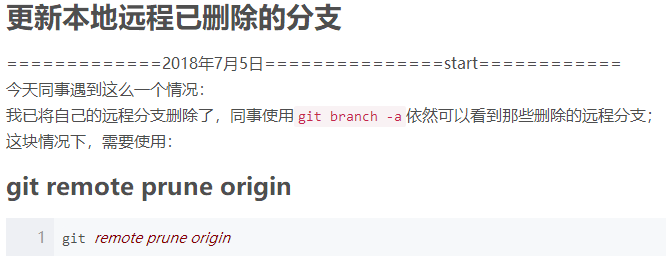 更新本地远程已删除的分支
=============2018年7月5日===============start============
今天同事遇到这么一个情况：
我已将自己的远程分支删除了，同事使用git branch -a依然可以看到那些删除的远程分支；
这块情况下，需要使用：
git remote prune origin
1 git remote prune origin